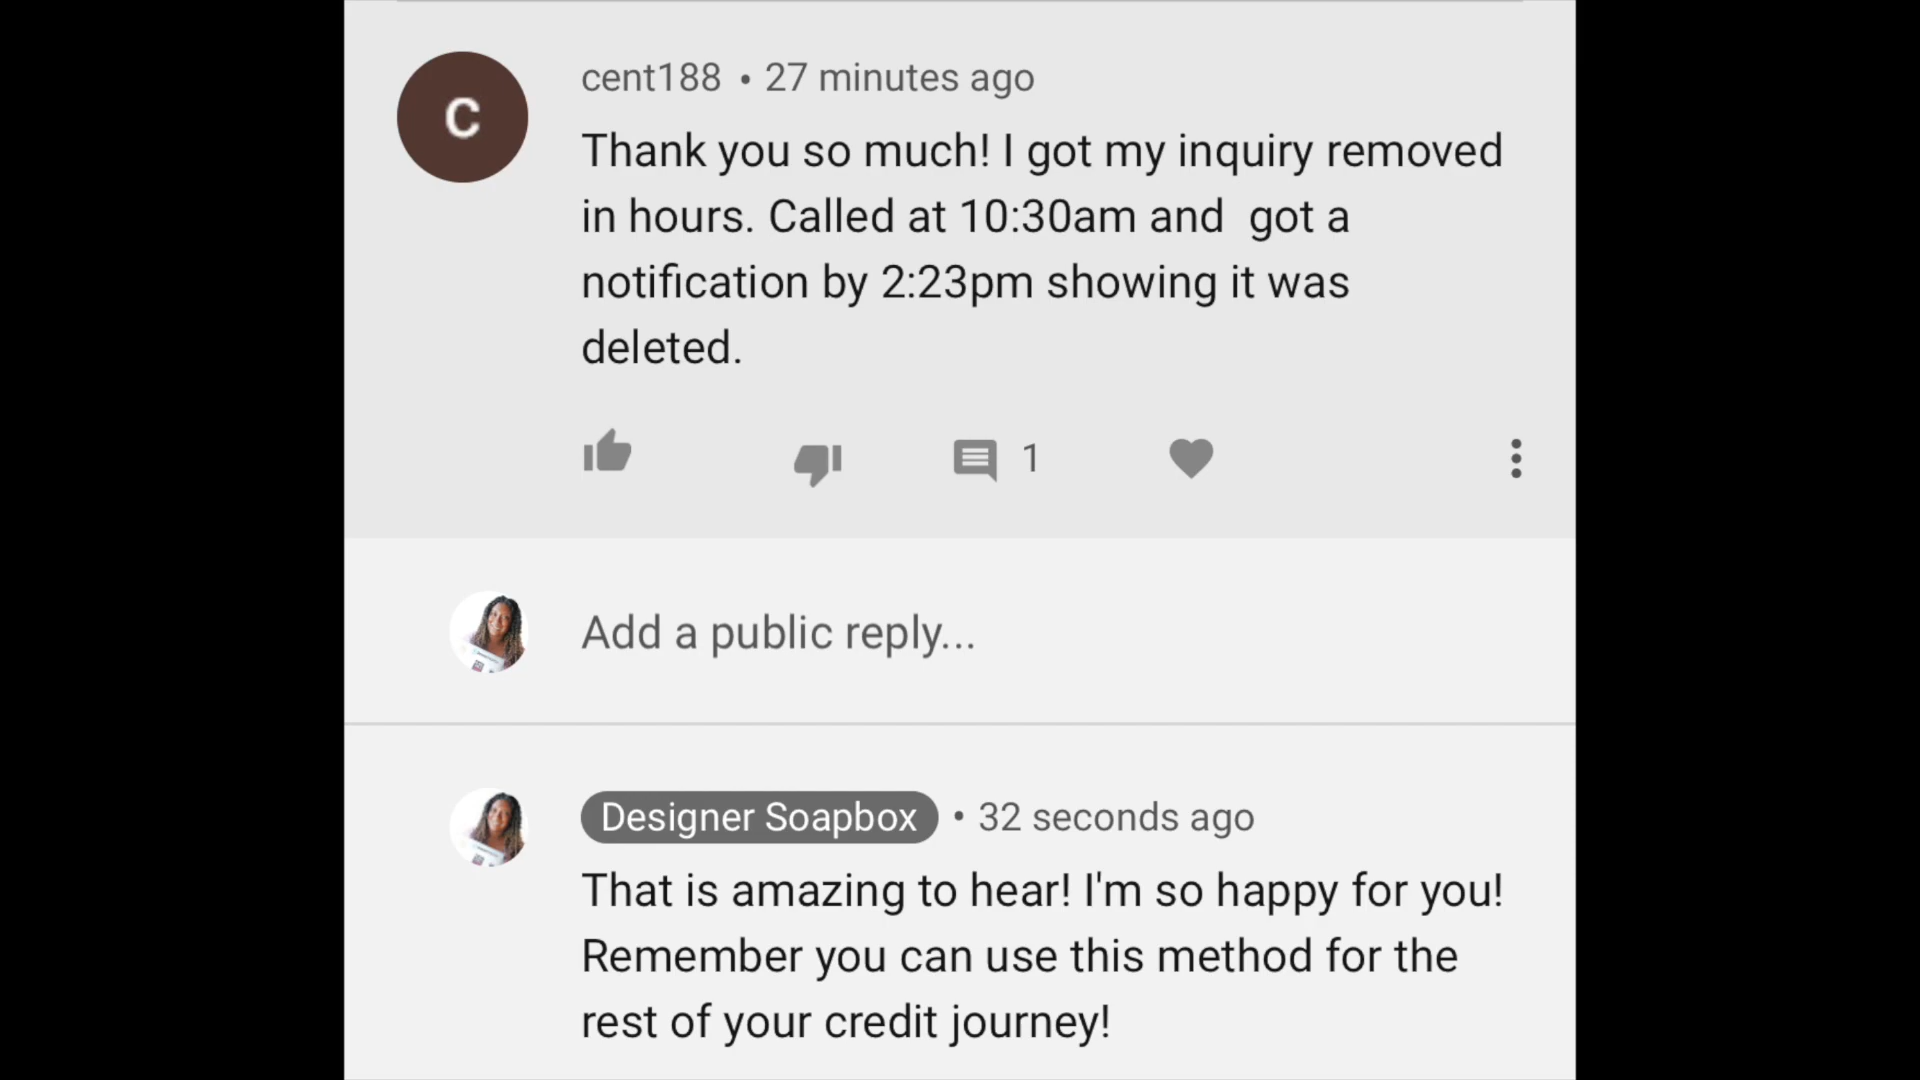 C
cent188 • 27 minutes ago
Thank you so much! I got my inquiry removed
in hours. Called at 10:30am and  got a
notification by 2:23pm showing it was
deleted.
1
Add a public reply...
Designer Soapbox • 32 seconds ago
That is amazing to hear! I'm so happy for you!
Remember you can use this method for the
rest of your credit journey!